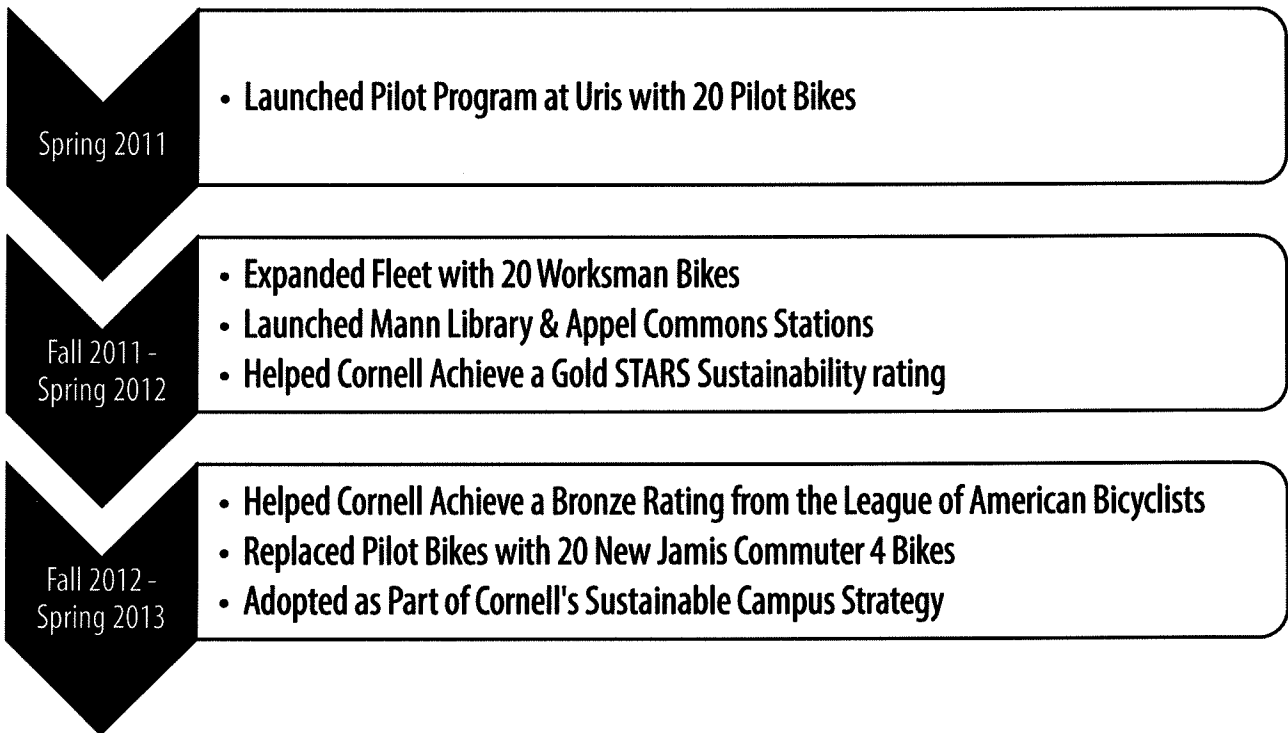 Spring 2011
• Launched Pilot Program at Uris with 20 Pilot Bikes
Fall 2011 -
Spring 2012
• Expanded Fleet with 20 Worksman Bikes
• Launched Mann Library & Appel Commons Stations
• Helped Cornell Achieve a Gold STARS Sustainability rating
Fall 2012 -
Spring 2013
• Helped Cornell Achieve a Bronze Rating from the League of American Bicyclists
• Replaced Pilot Bikes with 20 New Jamis Commuter 4 Bikes
• Adopted as Part of Cornell's Sustainable Campus Strategy